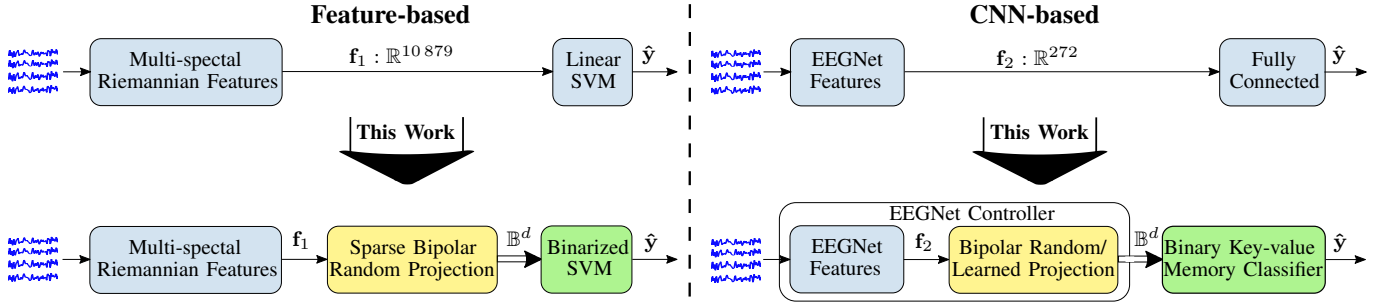 Feature-based
Multi-spectal
Riemannian Features
f₁ : ℝ¹⁰ ⁸⁷⁹
Linear
SVM
ŷ
This Work
Multi-spectal
Riemannian Features
f₁
Sparse Bipolar
Random Projection
𝔹ᵈ
Binarized
SVM
ŷ
CNN-based
EEGNet
Features
f₂ : ℝ²⁷²
Fully
Connected
ŷ
This Work
EEGNet Controller
EEGNet
Features
f₂
Bipolar Random/
Learned Projection
𝔹ᵈ
Binary Key-value
Memory Classifier
ŷ